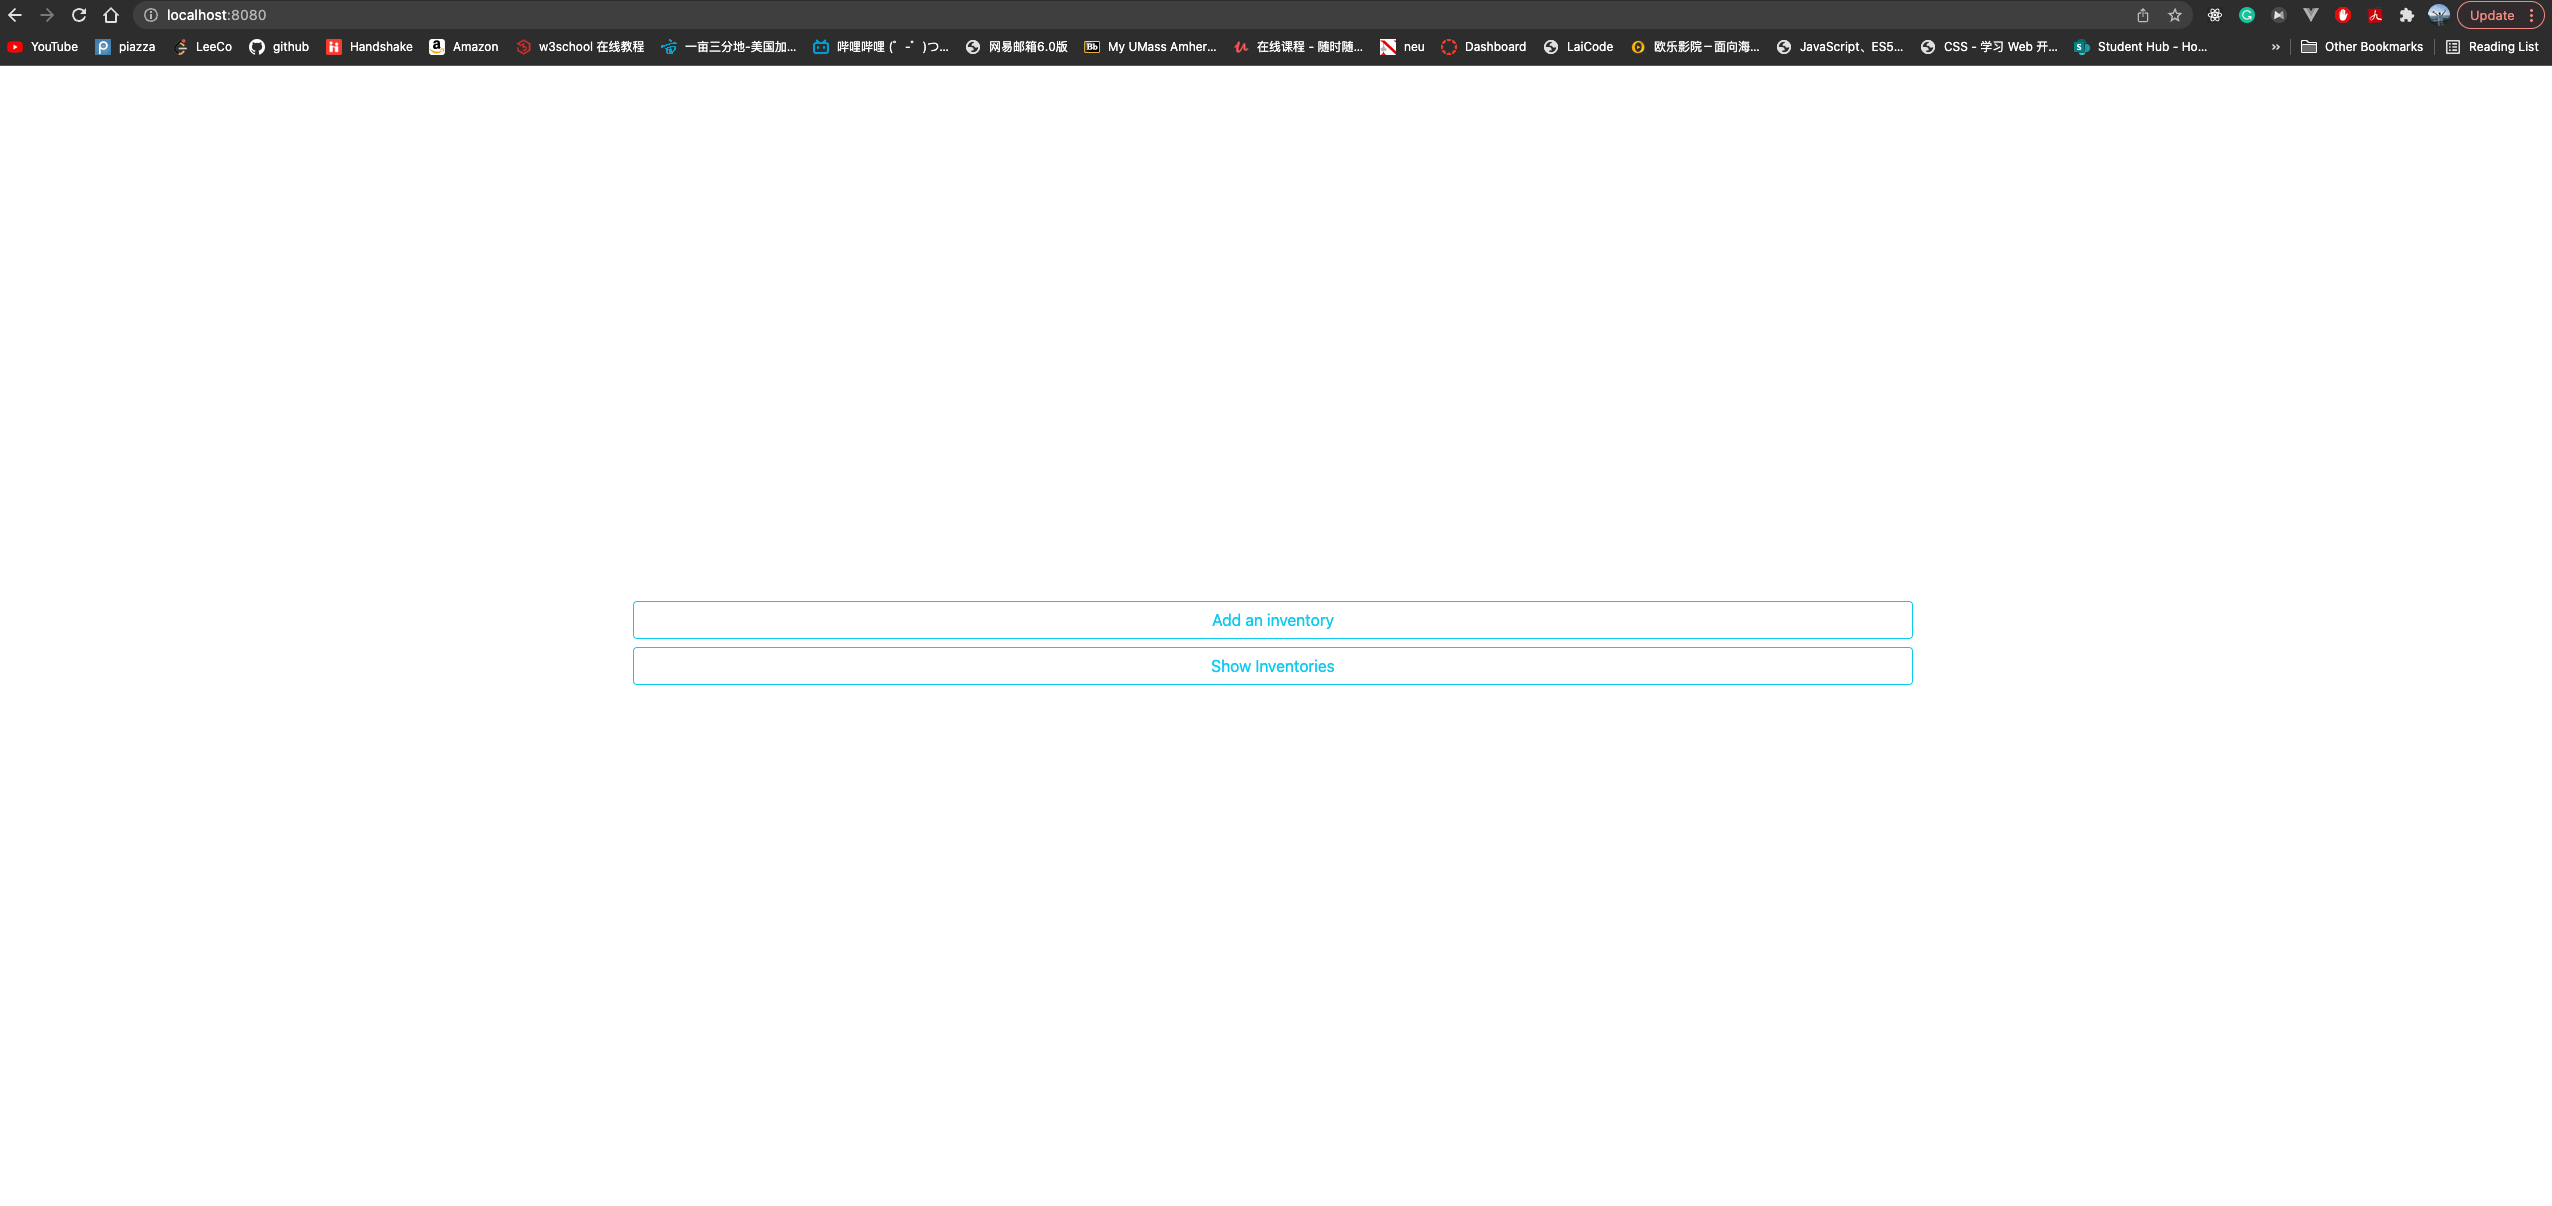 localhost:8080
Update
YouTube piazza LeeCo github Handshake Amazon w3school 在线教程 一亩三分地-美国加... 哔哩哔哩 (゜-゜)つ... 网易邮箱6.0版 My UMass Amher... 在线课程 - 随时随... neu Dashboard LaiCode 欧乐影院－面向海... JavaScript、ES5... CSS - 学习 Web 开... Student Hub - Ho... » Other Bookmarks Reading List
Add an inventory
Show Inventories